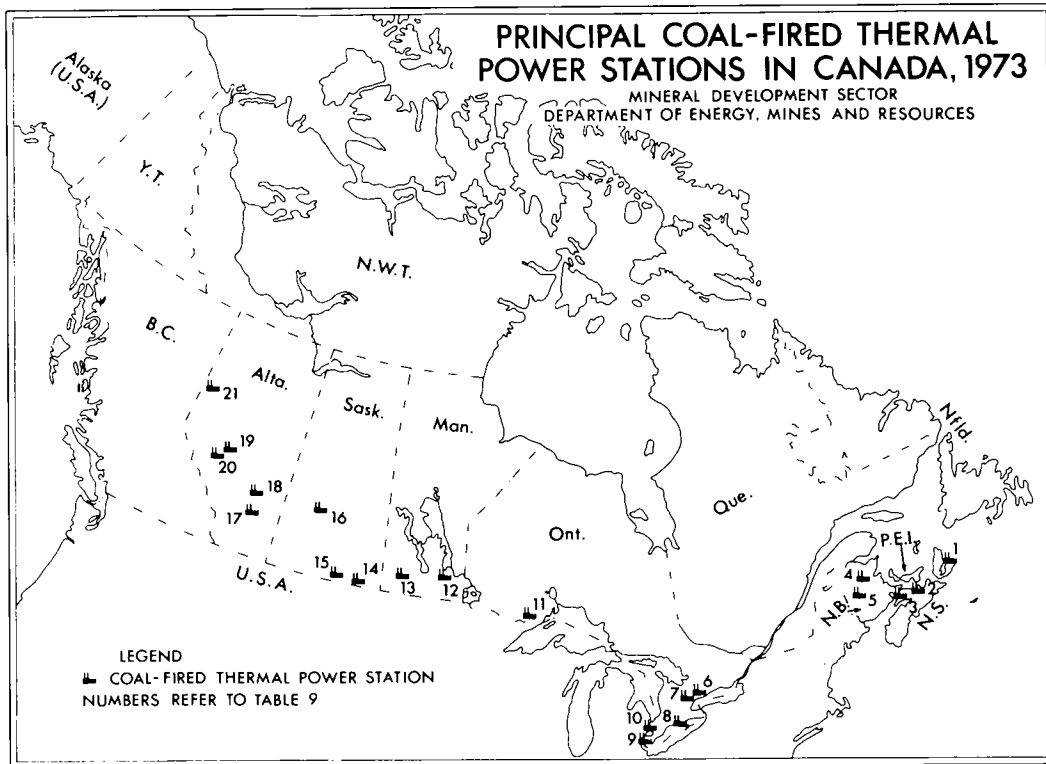 PRINCIPAL COAL-FIRED THERMAL
POWER STATIONS IN CANADA, 1973
MINERAL DEVELOPMENT SECTOR
DEPARTMENT OF ENERGY, MINES AND RESOURCES
Alaska
(U.S.A.)
Y.T.
N.W.T.
B.C.
Alta.
Sask.
Man.
Ont.
Que.
Nfld.
P.E.I.
N.B.
N.S.
U.S.A.
21
19
20
18
17
16
15
14
13
12
11
1
2
3
4
5
6
7
8
10
9
LEGEND
COAL-FIRED THERMAL POWER STATION
NUMBERS REFER TO TABLE 9